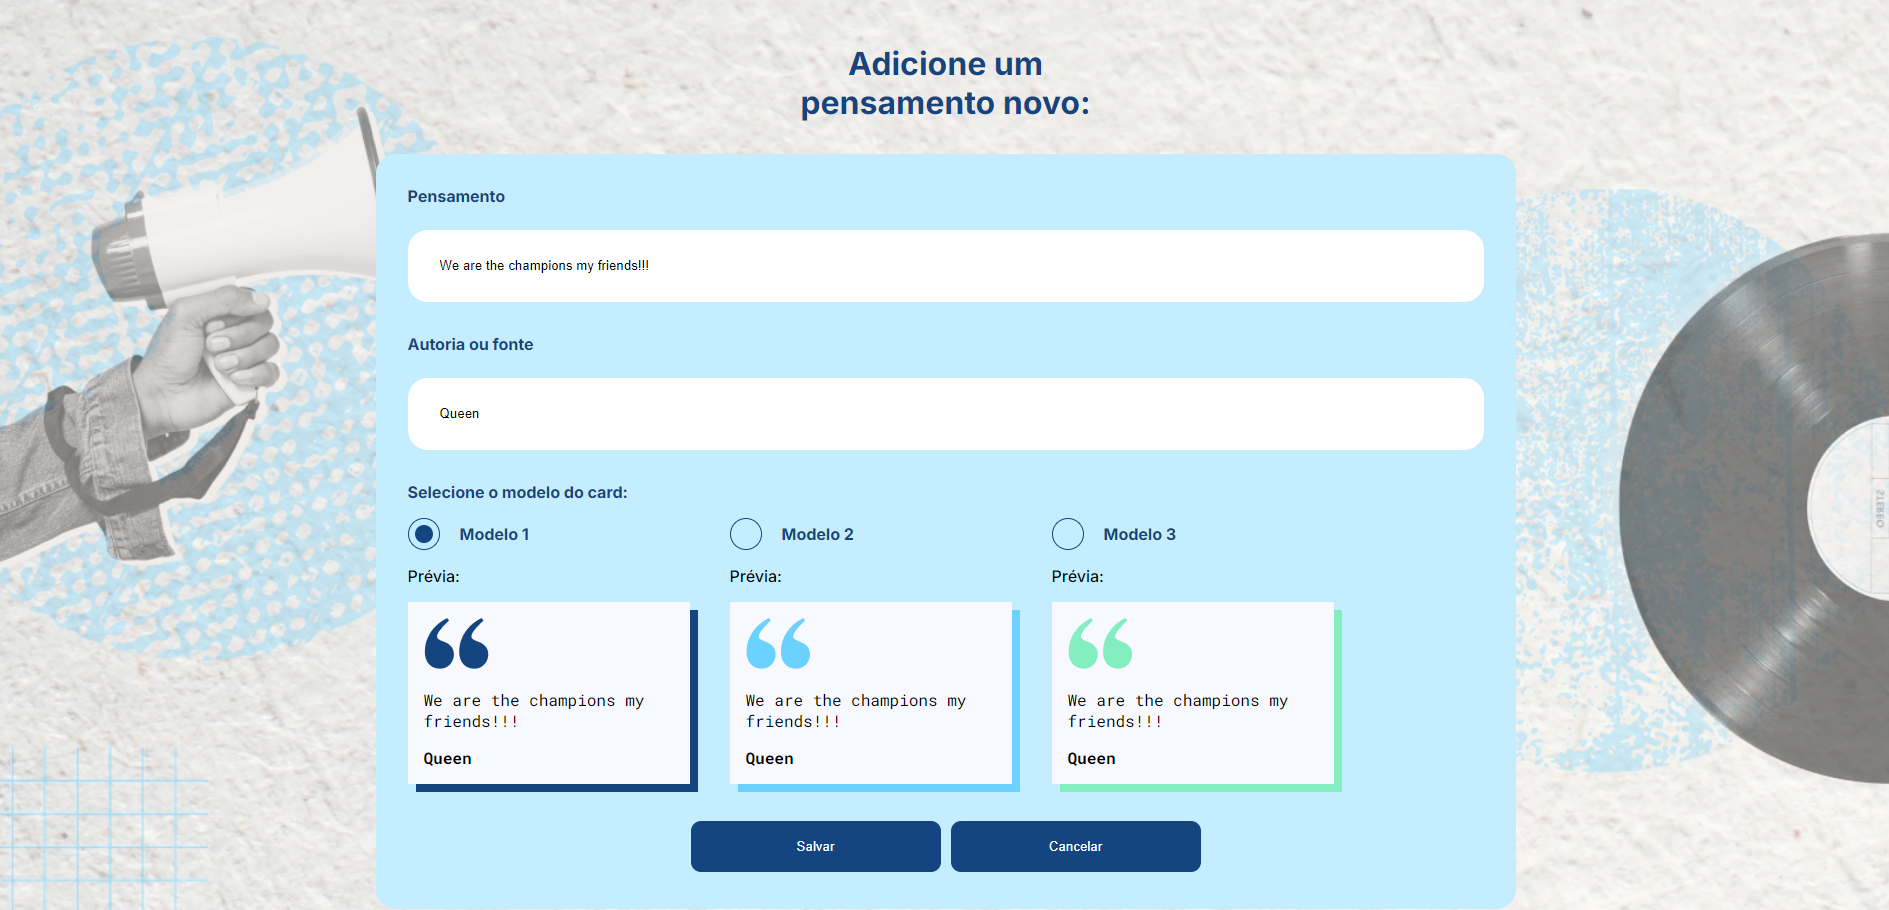 Adicione um
pensamento novo:
Pensamento
We are the champions my friends!!!
Autoria ou fonte
Queen
Selecione o modelo do card:
Modelo 1
Modelo 2
Modelo 3
Prévia:
Prévia:
Prévia:
We are the champions my
friends!!!
Queen
We are the champions my
friends!!!
Queen
We are the champions my
friends!!!
Queen
Salvar
Cancelar
STEREO